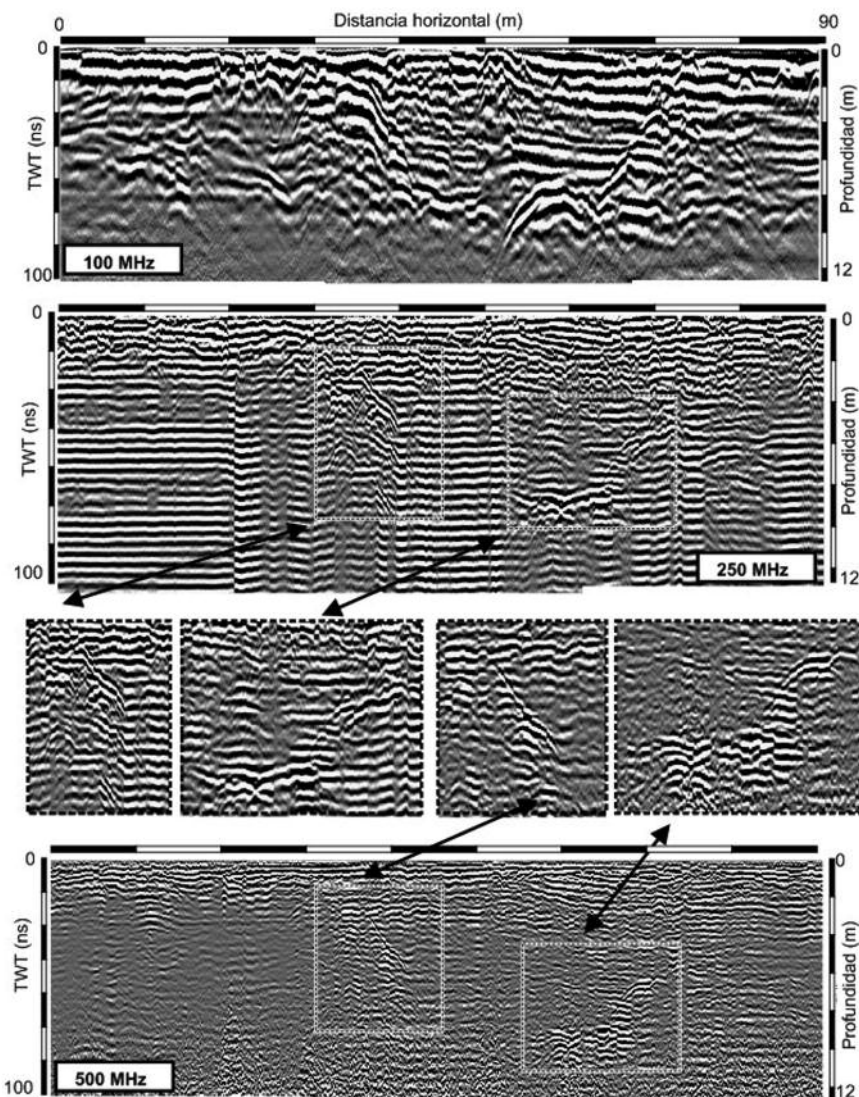 Distancia horizontal (m)
0
90
0
0
TWT (ns)
Profundidad (m)
100 MHz
100
12
0
0
TWT (ns)
Profundidad (m)
250 MHz
100
12
0
0
TWT (ns)
Profundidad (m)
500 MHz
100
12